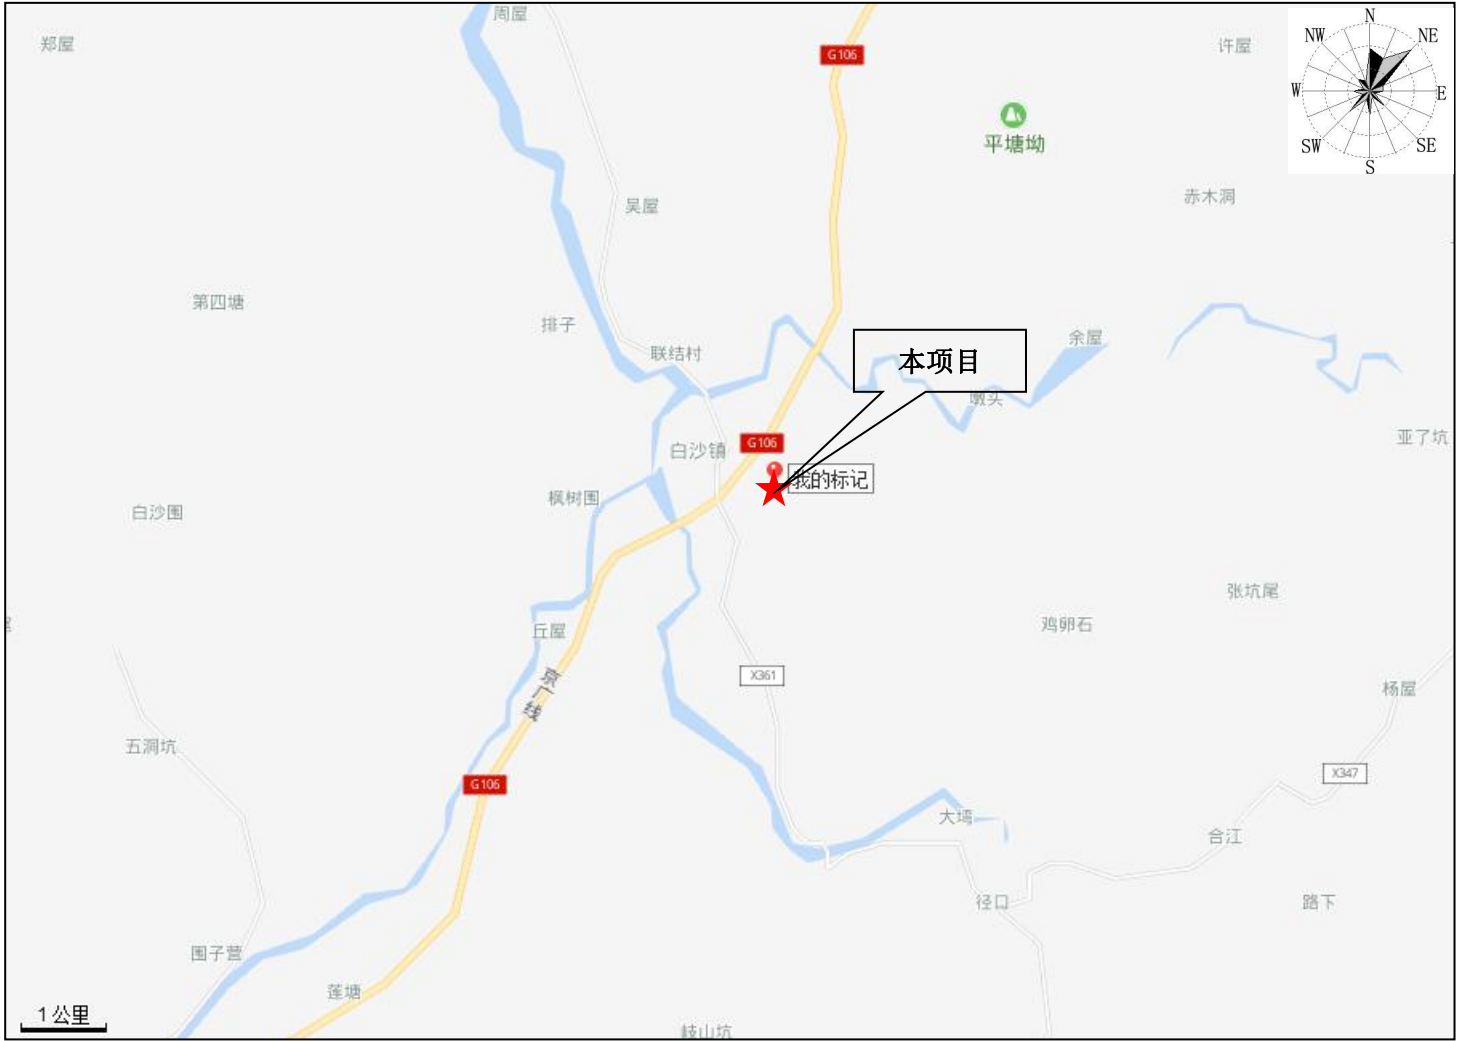 周屋
郑屋
G106
许屋
N
NW
NE
W
E
SW
SE
S
平塘坳
赤木洞
吴屋
第四塘
排子
联结村
余屋
本项目
墩头
亚了坑
白沙镇
G106
我的标记
枫树围
白沙围
张坑尾
鸡卵石
丘屋
京广线
X361
杨屋
五洞坑
X347
G106
大塆
合江
径口
路下
围子营
莲塘
1公里
岐山坑